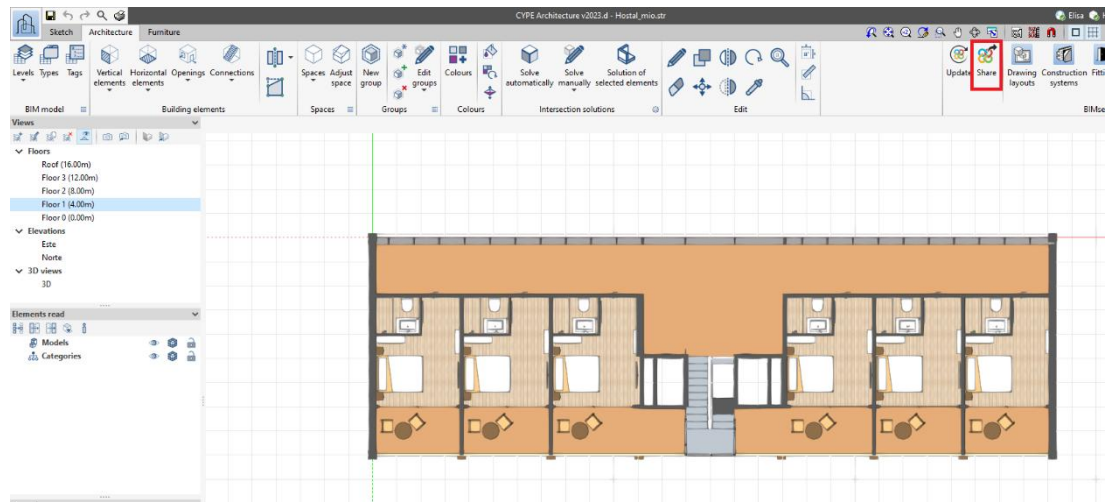 CYPE Architecture v2023.d - Hostal_mio.str
Elisa
Sketch Architecture Furniture
Levels Types Tags Vertical elements Horizontal elements Openings Connections Spaces Adjust space New group Edit groups Colours Solve automatically Solve manually Solution of selected elements Update Share Drawing layouts Construction systems
BIM model Building elements Spaces Groups Colours Intersection solutions Edit
Views
Floors
Roof (16.00m)
Floor 3 (12.00m)
Floor 2 (8.00m)
Floor 1 (4.00m)
Floor 0 (0.00m)
Elevations
Este
Norte
3D views
3D
Elements read
Models
Categories